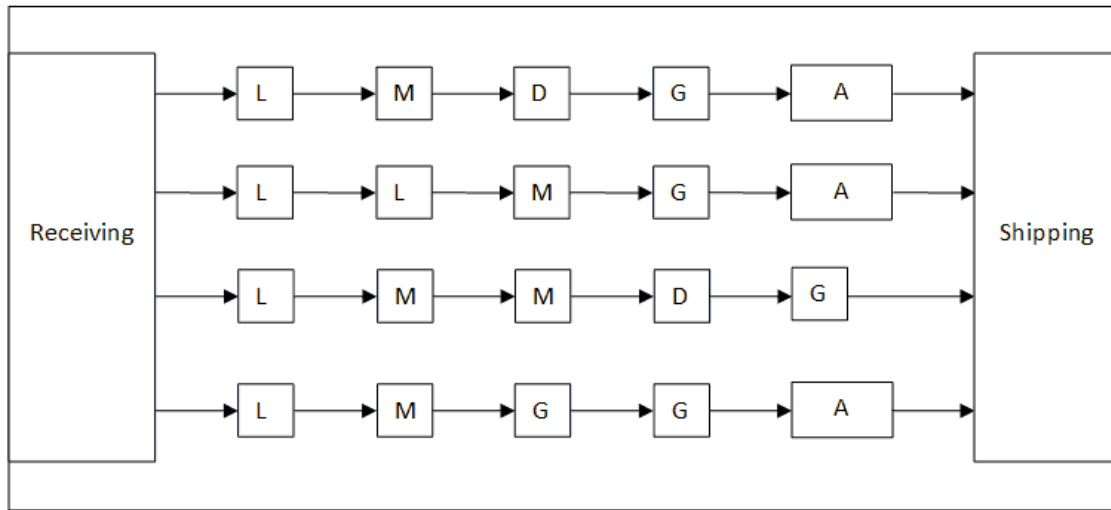 L M D G A
L L M G A
Receiving
Shipping
L M M D G
L M G G A